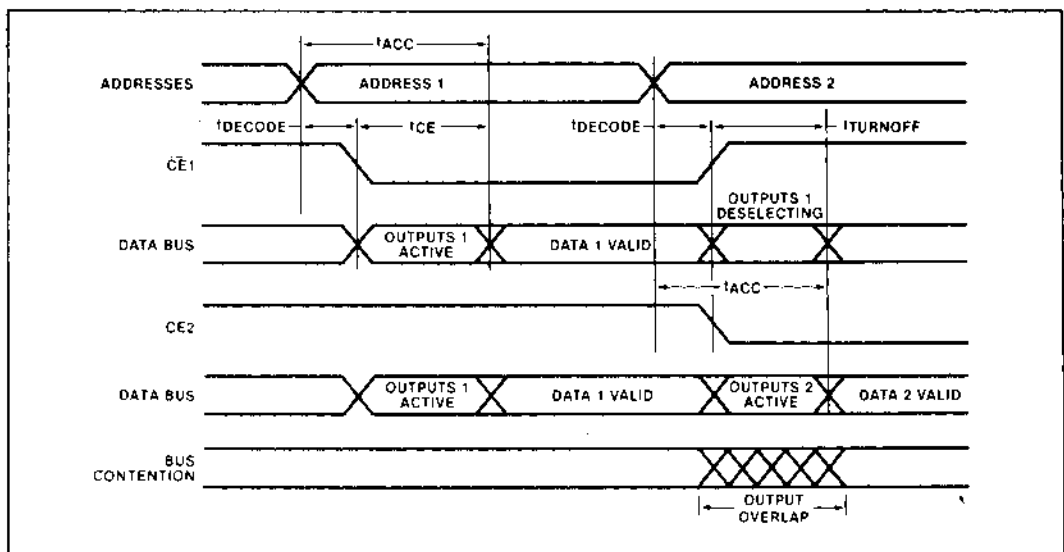 tACC
ADDRESSES
ADDRESS 1
ADDRESS 2
tDECODE
tCE
tDECODE
tTURNOFF
CE1
OUTPUTS 1
DESELECTING
DATA BUS
OUTPUTS 1
ACTIVE
DATA 1 VALID
tACC
CE2
DATA BUS
OUTPUTS 1
ACTIVE
DATA 1 VALID
OUTPUTS 2
ACTIVE
DATA 2 VALID
BUS
CONTENTION
OUTPUT
OVERLAP